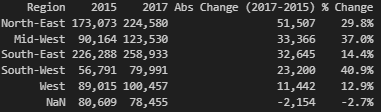 Region 2015 2017 Abs Change (2017-2015) % Change
North-East 173,073 224,580 51,507 29.8%
Mid-West 90,164 123,530 33,366 37.0%
South-East 226,288 258,933 32,645 14.4%
South-West 56,791 79,991 23,200 40.9%
West 89,015 100,457 11,442 12.9%
NaN 80,609 78,455 -2,154 -2.7%